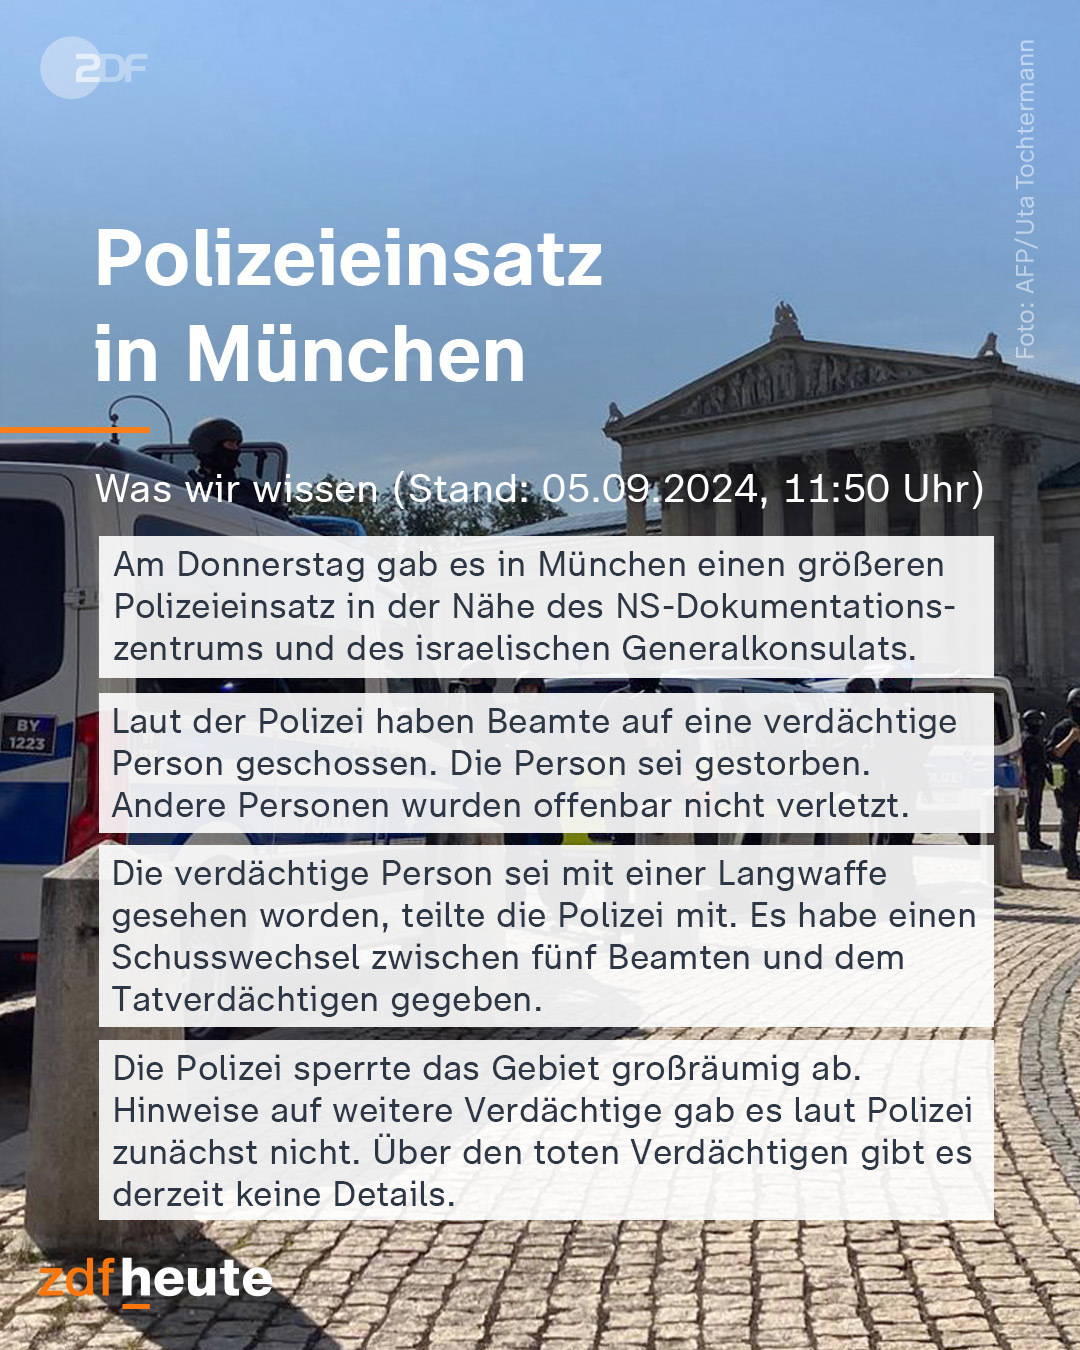 ZDF
Foto: AFP/Uta Tochtermann
Polizeieinsatz
in München
Was wir wissen (Stand: 05.09.2024, 11:50 Uhr)
Am Donnerstag gab es in München einen größeren
Polizeieinsatz in der Nähe des NS-Dokumentations-
zentrums und des israelischen Generalkonsulats.
Laut der Polizei haben Beamte auf eine verdächtige
Person geschossen. Die Person sei gestorben.
Andere Personen wurden offenbar nicht verletzt.
Die verdächtige Person sei mit einer Langwaffe
gesehen worden, teilte die Polizei mit. Es habe einen
Schusswechsel zwischen fünf Beamten und dem
Tatverdächtigen gegeben.
Die Polizei sperrte das Gebiet großräumig ab.
Hinweise auf weitere Verdächtige gab es laut Polizei
zunächst nicht. Über den toten Verdächtigen gibt es
derzeit keine Details.
BY
1223
zdfheute